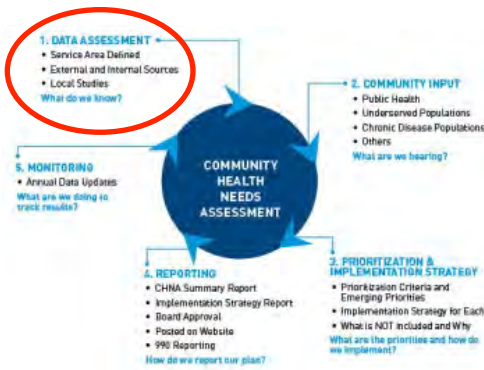 1. DATA ASSESSMENT
• Service Area Defined
• External and Internal Sources
• Local Studies
What do we know?
2. COMMUNITY INPUT
• Public Health
• Underserved Populations
• Chronic Disease Populations
• Others
What are we hearing?
3. PRIORITIZATION &
IMPLEMENTATION STRATEGY
• Prioritization Criteria and
Emerging Priorities
• Implementation Strategy for Each
• What is NOT Included and Why
What are the priorities and how do
we implement?
4. REPORTING
• CHNA Summary Report
• Implementation Strategy Report
• Board Approval
• Posted on Website
• 990 Reporting
How do we report our plan?
5. MONITORING
• Annual Data Updates
What are we doing to
track results?
COMMUNITY
HEALTH
NEEDS
ASSESSMENT